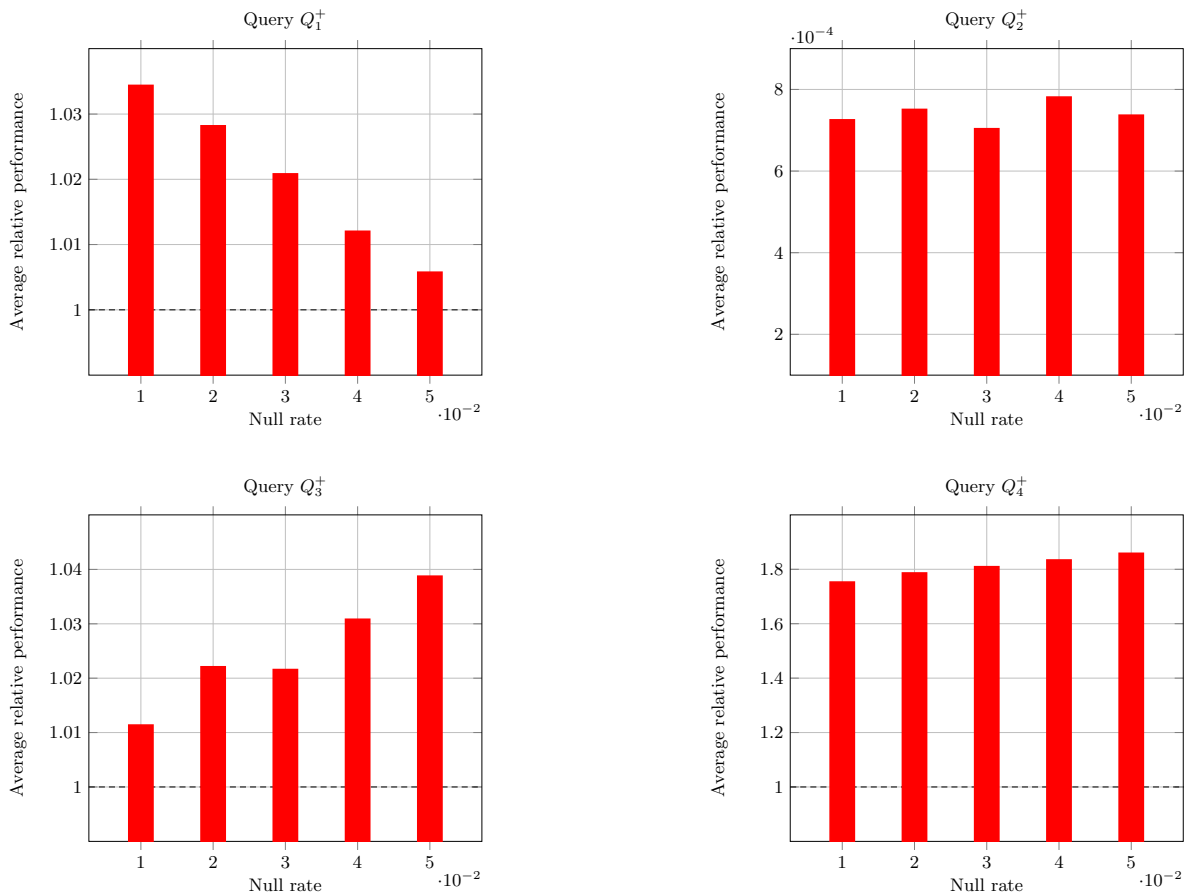 Query Q₁⁺
Average relative performance
1.03
1.02
1.01
1
1 2 3 4 5
·10⁻²
Null rate
Query Q₂⁺
·10⁻⁴
Average relative performance
8
6
4
2
1 2 3 4 5
·10⁻²
Null rate
Query Q₃⁺
Average relative performance
1.04
1.03
1.02
1.01
1
1 2 3 4 5
·10⁻²
Null rate
Query Q₄⁺
Average relative performance
1.8
1.6
1.4
1.2
1
1 2 3 4 5
·10⁻²
Null rate